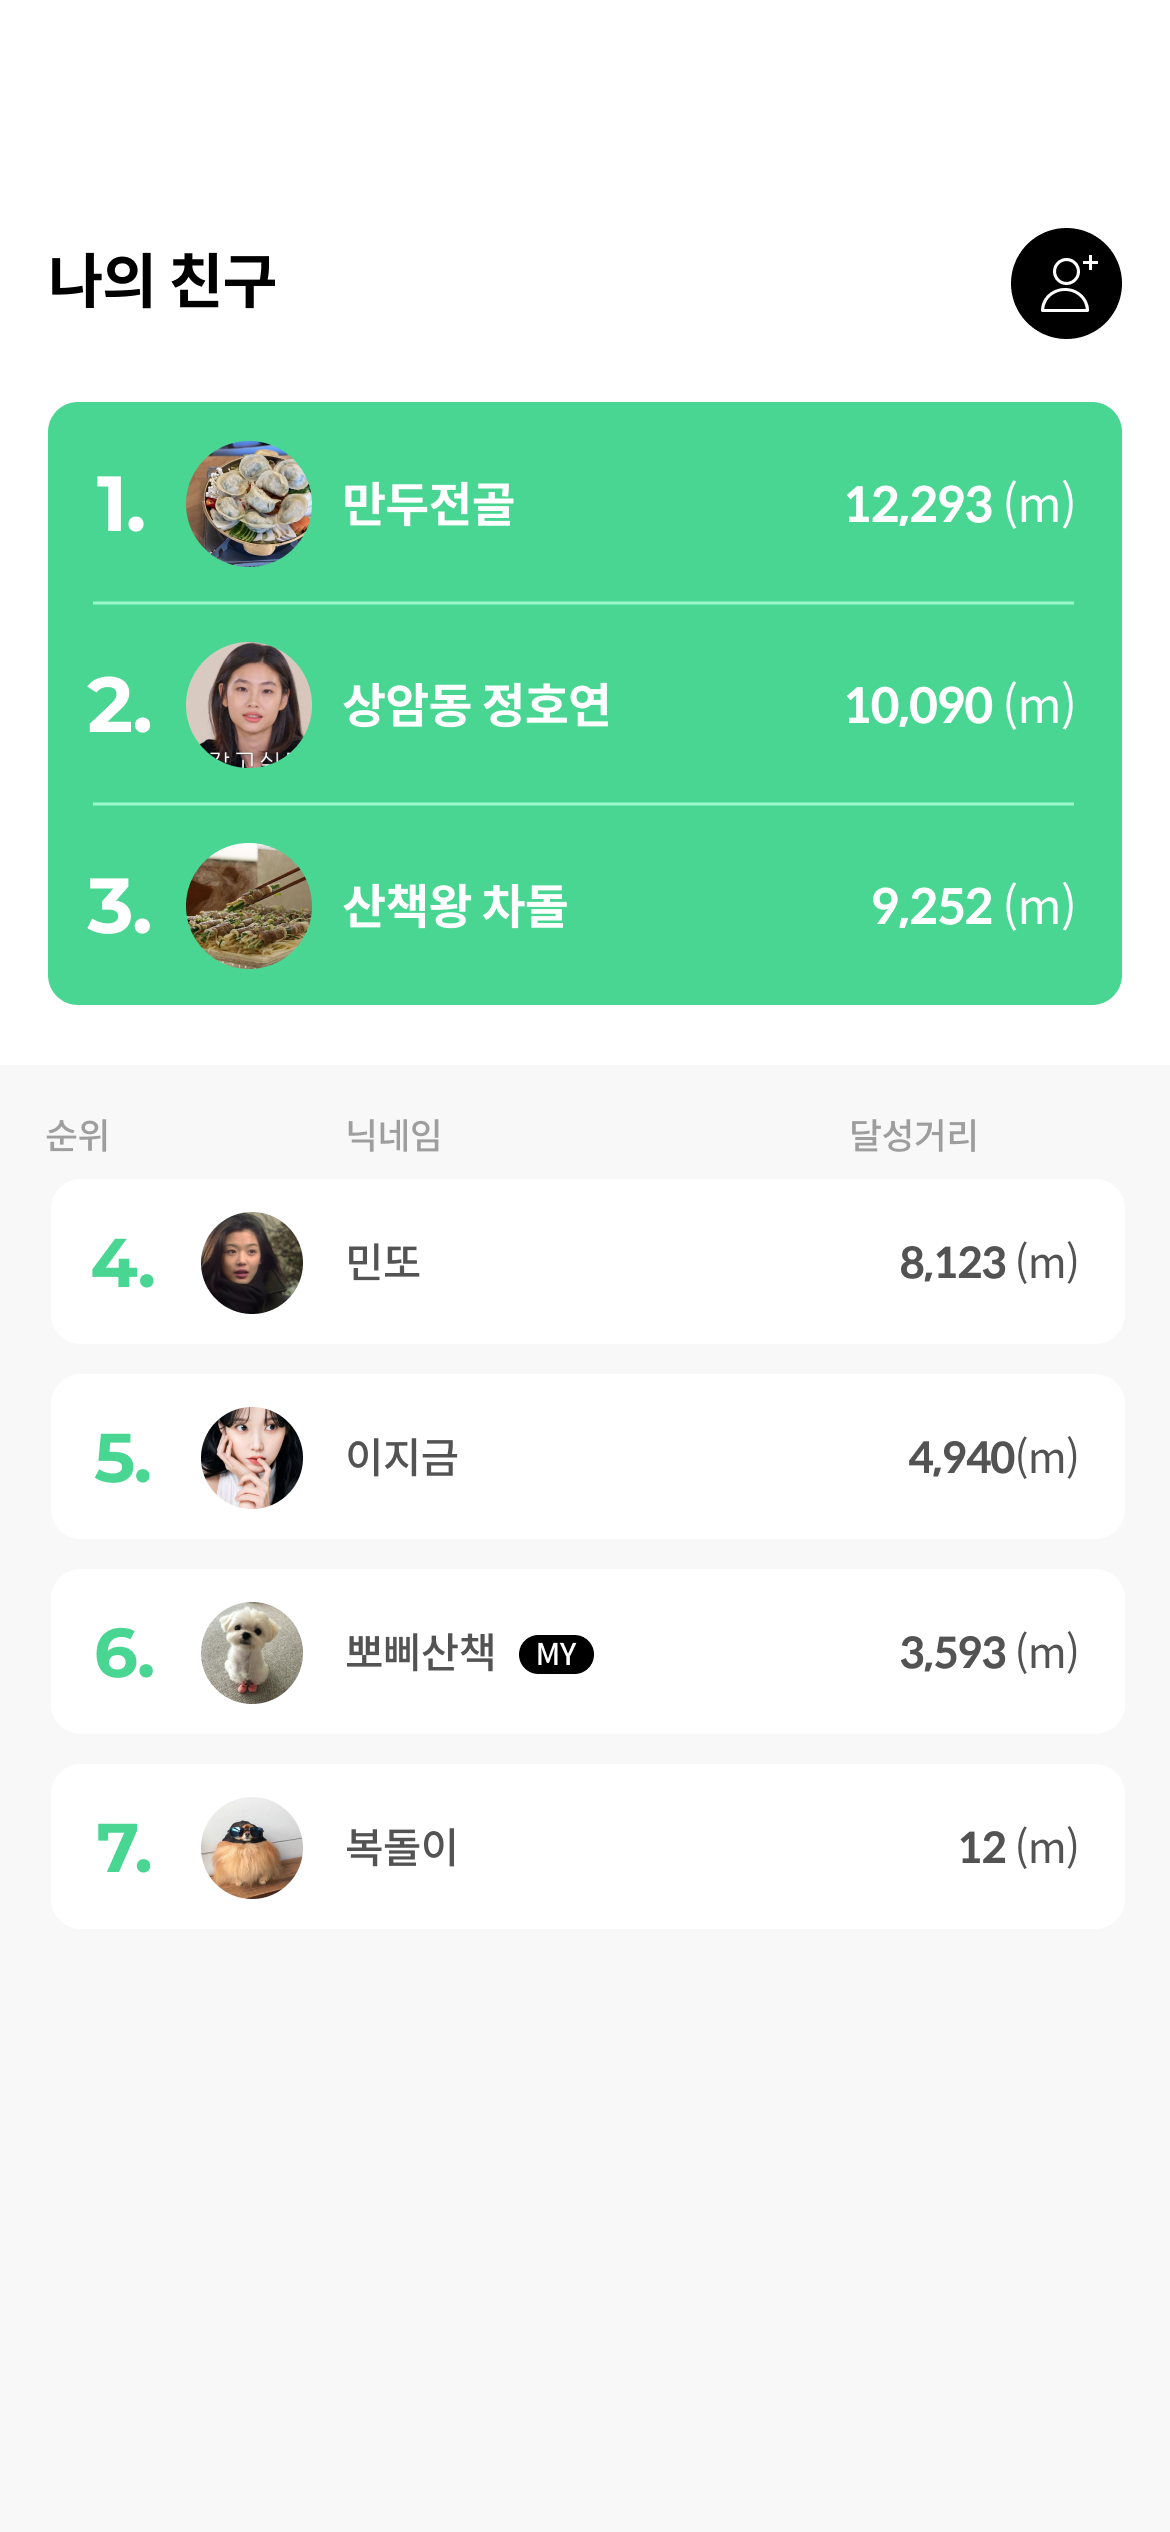 나의 친구
1. 만두전골 12,293 (m)
2. 상암동 정호연 10,090 (m)
3. 산책왕 차돌 9,252 (m)
순위 닉네임 달성거리
4. 민또 8,123 (m)
5. 이지금 4,940(m)
6. 뽀삐산책 MY 3,593 (m)
7. 복돌이 12 (m)